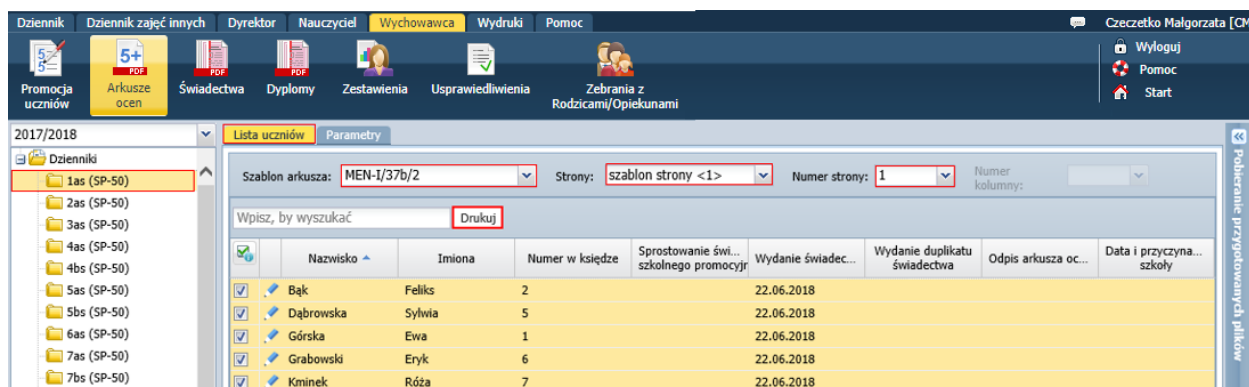 Dziennik Dziennik zajęć innych Dyrektor Nauczyciel Wychowawca Wydruki Pomoc Czeczetko Małgorzata [CM
5+ Wyloguj
PDF PDF PDF Pomoc
Promocja uczniów Arkusze ocen Świadectwa Dyplomy Zestawienia Usprawiedliwienia Zebrania z Rodzicami/Opiekunami Start
2017/2018 Lista uczniów Parametry
Dzienniki
1as (SP-50)
2as (SP-50)
3as (SP-50)
4as (SP-50)
4bs (SP-50)
5as (SP-50)
5bs (SP-50)
6as (SP-50)
7as (SP-50)
7bs (SP-50)
Szablon arkusza: MEN-I/37b/2 Strony: szablon strony <1> Numer strony: 1 Numer kolumny:
Wpisz, by wyszukać Drukuj
Nazwisko Imiona Numer w księdze Sprostowanie świ... szkolnego promocyjr Wydanie świadec... Wydanie duplikatu świadectwa Odpis arkusza oc... Data i przyczyna... szkoły
Bąk Feliks 2 22.06.2018
Dąbrowska Sylwia 5 22.06.2018
Górska Ewa 1 22.06.2018
Grabowski Eryk 6 22.06.2018
Kminek Róża 7 22.06.2018
Pobieranie przygotowanych plików